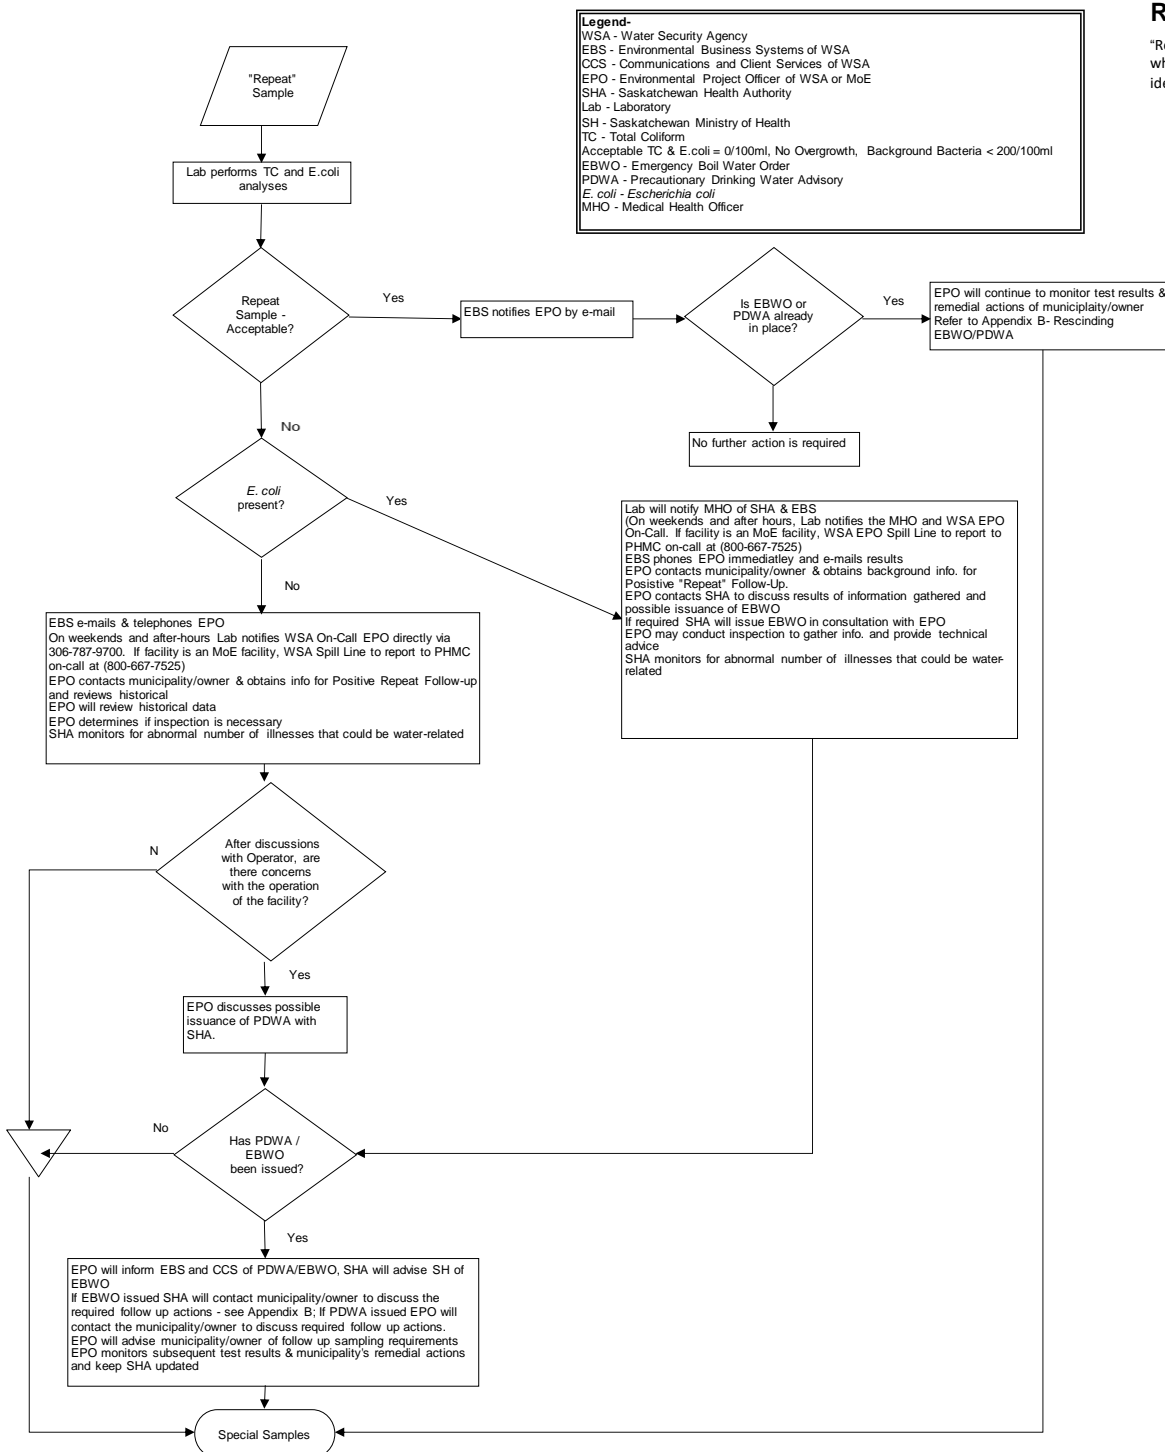 Legend-
WSA - Water Security Agency
EBS - Environmental Business Systems of WSA
CCS - Communications and Client Services of WSA
EPO - Environmental Project Officer of WSA or MoE
SHA - Saskatchewan Health Authority
Lab - Laboratory
SH - Saskatchewan Ministry of Health
TC - Total Coliform
Acceptable TC & E.coli = 0/100ml, No Overgrowth, Background Bacteria < 200/100ml
EBWO - Emergency Boil Water Order
PDWA - Precautionary Drinking Water Advisory
E. coli - Escherichia coli
MHO - Medical Health Officer
"Repeat"
Sample
Lab performs TC and E.coli
analyses
Repeat
Sample -
Acceptable?
Yes
EBS notifies EPO by e-mail
Is EBWO or
PDWA already
in place?
Yes
EPO will continue to monitor test results &
remedial actions of municiplaity/owner
Refer to Appendix B- Rescinding
EBWO/PDWA
No further action is required
No
E. coli
present?
Yes
Lab will notify MHO of SHA & EBS
(On weekends and after hours, Lab notifies the MHO and WSA EPO
On-Call. If facility is an MoE facility, WSA EPO Spill Line to report to
PHMC on-call at (800-667-7525)
EBS phones EPO immediatley and e-mails results
EPO contacts municipality/owner & obtains background info. for
Posistive "Repeat" Follow-Up.
EPO contacts SHA to discuss results of information gathered and
possible issuance of EBWO
If required SHA will issue EBWO in consultation with EPO
EPO may conduct inspection to gather info. and provide technical
advice
SHA monitors for abnormal number of illnesses that could be water-
related
No
EBS e-mails & telephones EPO
On weekends and after-hours Lab notifies WSA On-Call EPO directly via
306-787-9700. If facility is an MoE facility, WSA Spill Line to report to PHMC
on-call at (800-667-7525)
EPO contacts municipality/owner & obtains info for Positive Repeat Follow-up
and reviews historical
EPO will review historical data
EPO determines if inspection is necessary
SHA monitors for abnormal number of illnesses that could be water-related
After discussions
with Operator, are
there concerns
with the operation
of the facility?
N
Yes
EPO discusses possible
issuance of PDWA with
SHA.
Has PDWA /
EBWO
been issued?
No
Yes
EPO will inform EBS and CCS of PDWA/EBWO, SHA will advise SH of
EBWO
If EBWO issued SHA will contact municipality/owner to discuss the
required follow up actions - see Appendix B; If PDWA issued EPO will
contact the municipality/owner to discuss required follow up actions.
EPO will advise municipality/owner of follow up sampling requirements
EPO monitors subsequent test results & municipality's remedial actions
and keep SHA updated
Special Samples